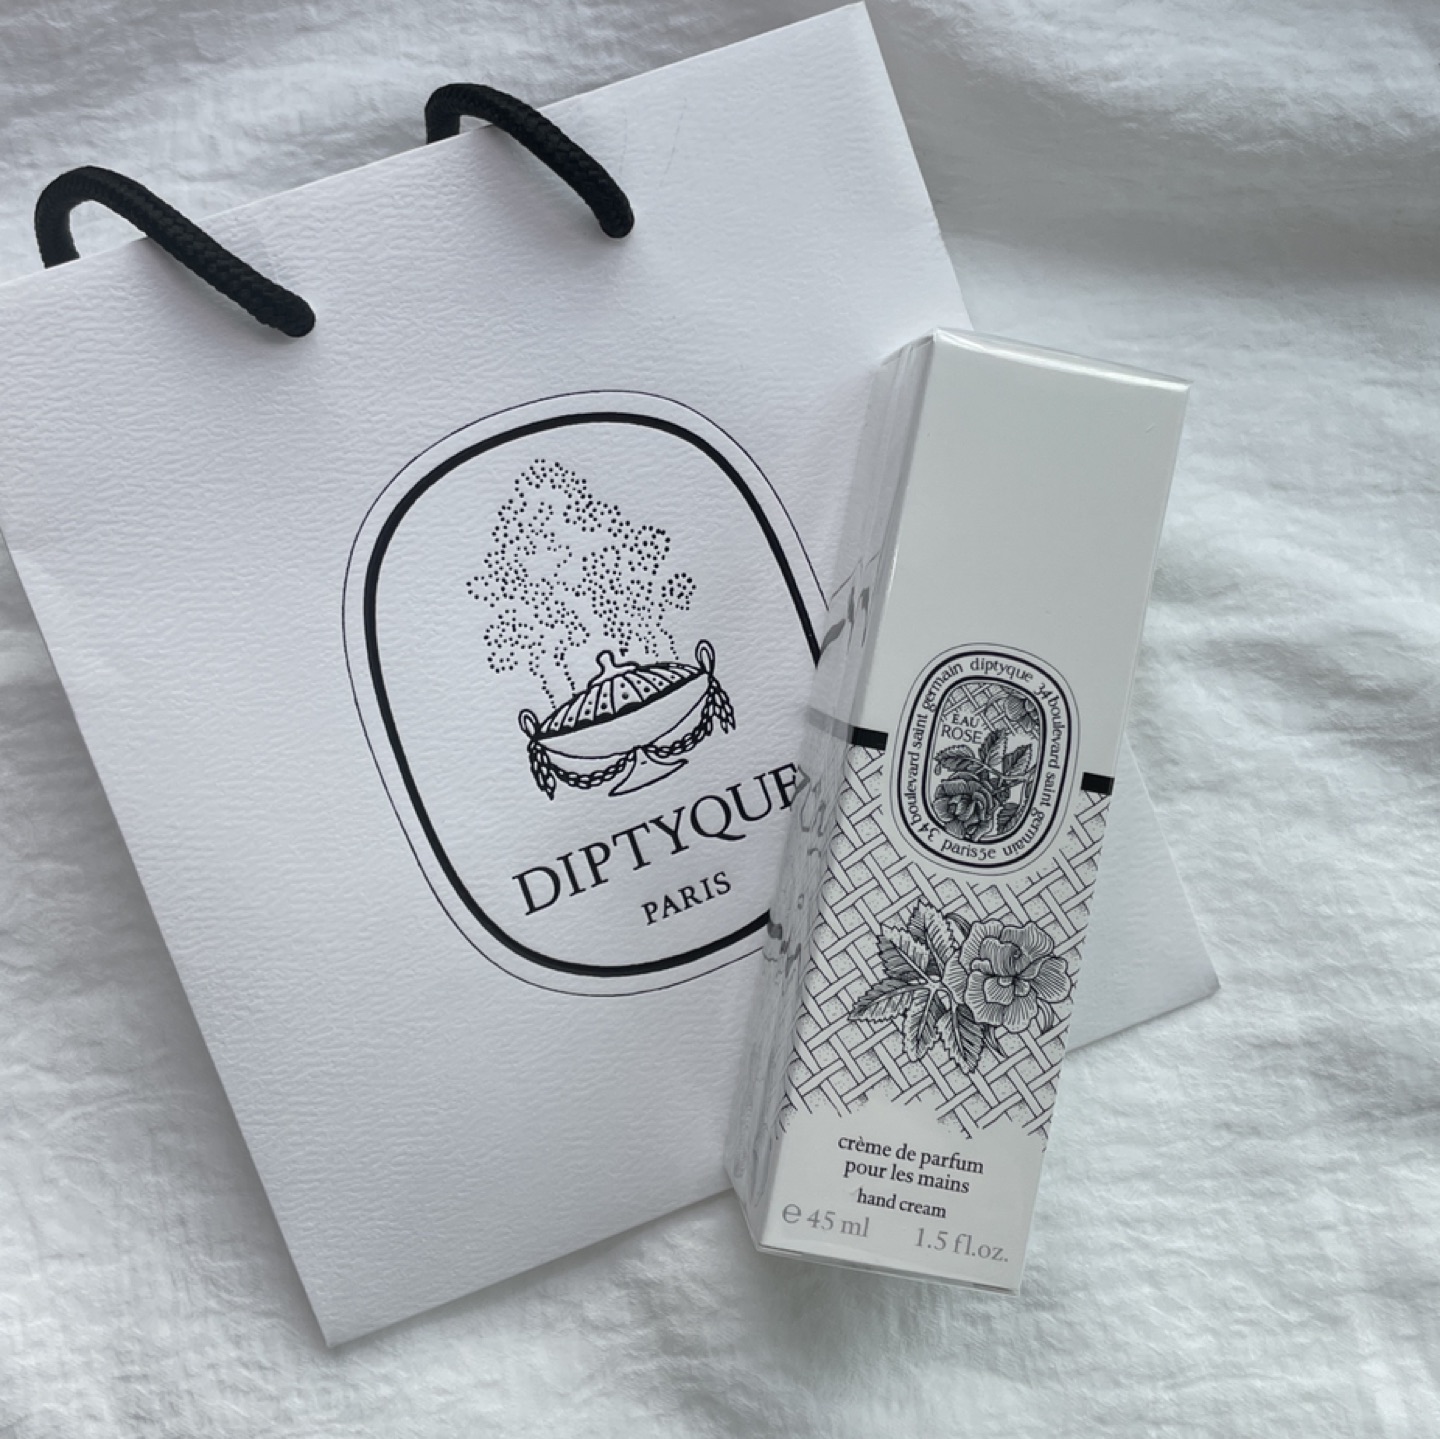 DIPTYQUE
PARIS
34 boulevard saint germain diptyque 34 boulevard saint germain paris 5e
EAU
ROSE
crème de parfum
pour les mains
hand cream
e 45 ml 1.5 fl.oz.